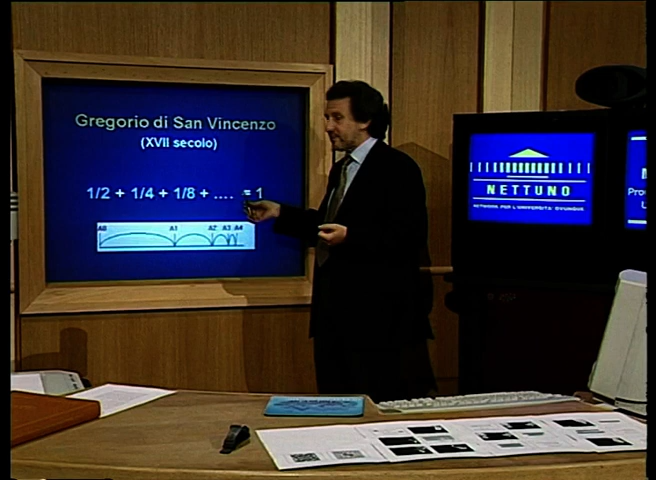 Gregorio di San Vincenzo
(XVII secolo)
1/2 + 1/4 + 1/8 + .... = 1
A0 A1 A2 A3 A4
NETTUNO
NETWORK PER L'UNIVERSITA' OVUNQUE